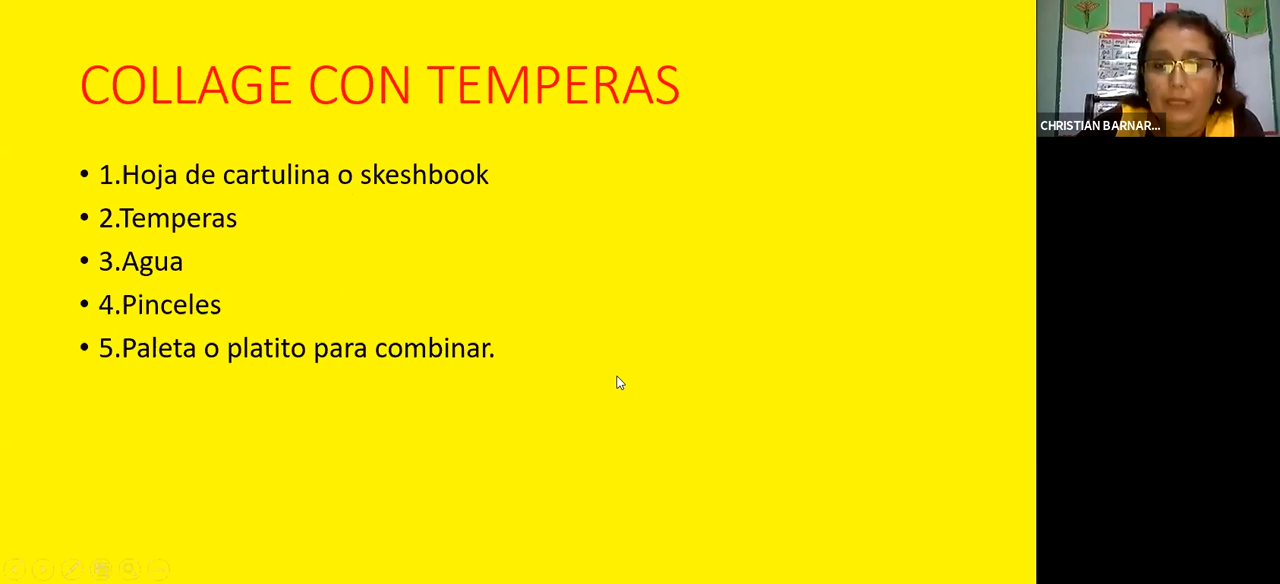 COLLAGE CON TEMPERAS
• 1.Hoja de cartulina o skeshbook
• 2.Temperas
• 3.Agua
• 4.Pinceles
• 5.Paleta o platito para combinar.
CHRISTIAN BARNAR...